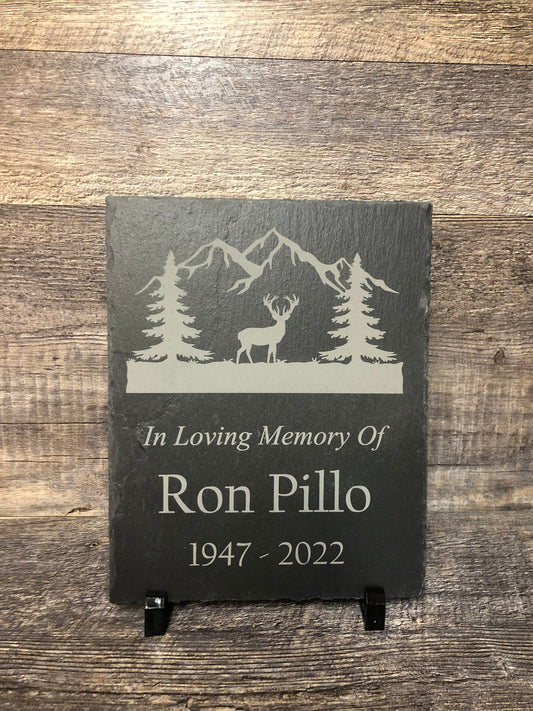 In Loving Memory Of
Ron Pillo
1947 - 2022